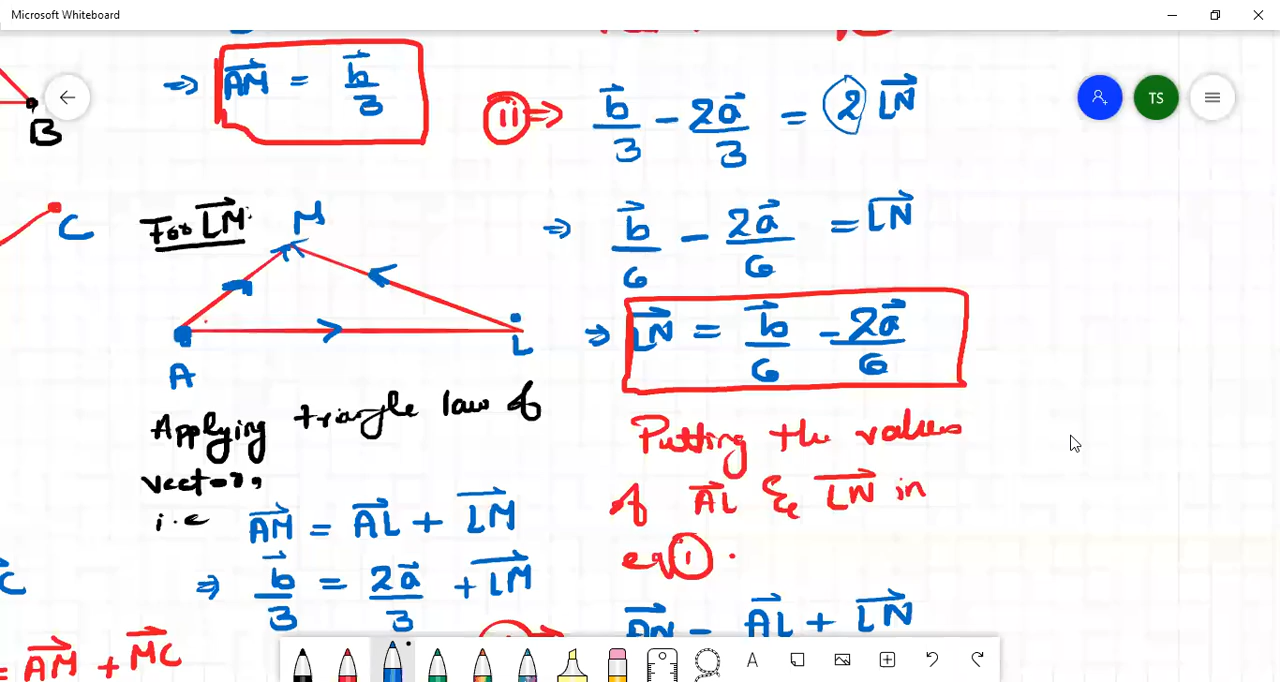 Microsoft Whiteboard
B
⇒ AM⃗ = b⃗/3
C
For LM⃗:
M
A
L
Applying triangle law of
vectors,
i.e AM⃗ = AL⃗ + LM⃗
⇒ b⃗/3 = 2a⃗/3 + LM⃗
C
= AM⃗ + MC⃗
ii ⇒ b⃗/3 - 2a⃗/3 = 2 LN⃗
⇒ b⃗/6 - 2a⃗/6 = LN⃗
⇒ LN⃗ = b⃗/6 - 2a⃗/6
Putting the values
of AL⃗ & LN⃗ in
eq 1.
AN⃗ = AL⃗ + LN⃗
TS
A